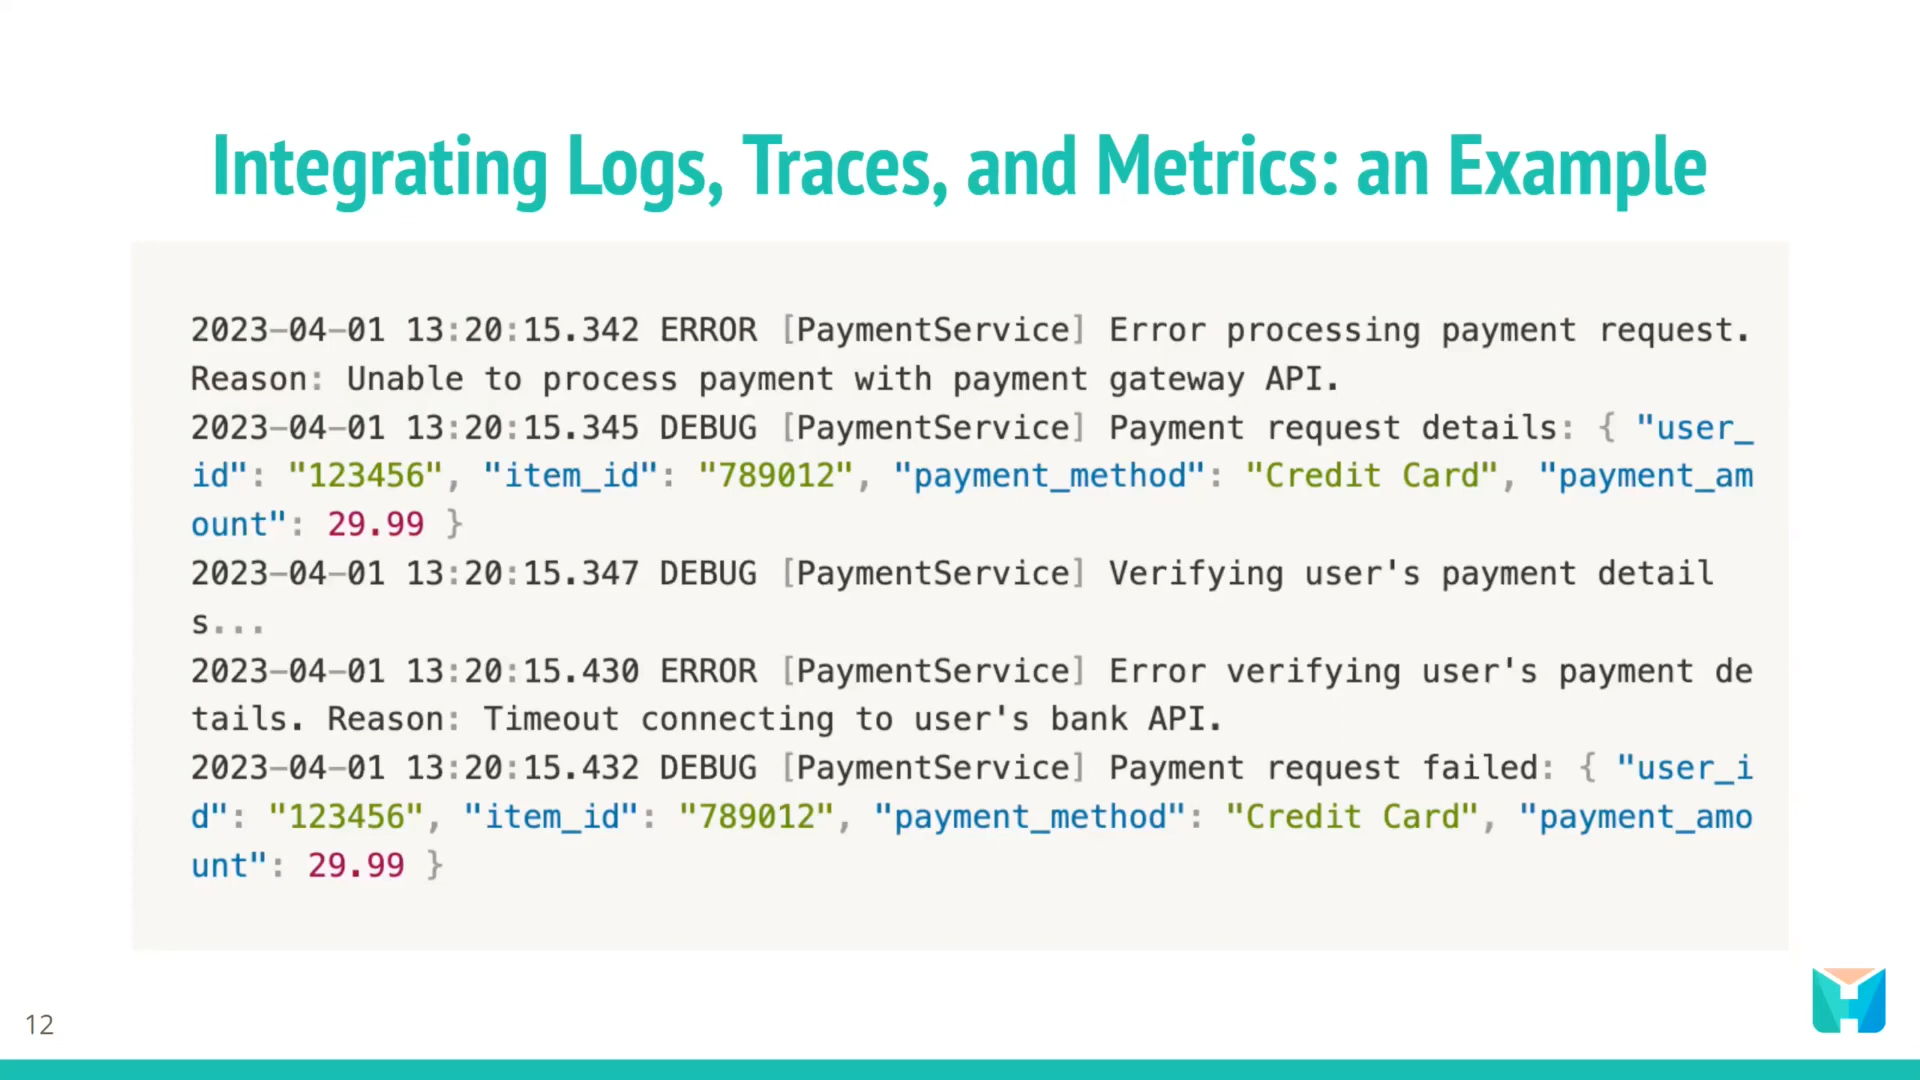 Integrating Logs, Traces, and Metrics: an Example
2023-04-01 13:20:15.342 ERROR [PaymentService] Error processing payment request.
Reason: Unable to process payment with payment gateway API.
2023-04-01 13:20:15.345 DEBUG [PaymentService] Payment request details: { "user_
id": "123456", "item_id": "789012", "payment_method": "Credit Card", "payment_am
ount": 29.99 }
2023-04-01 13:20:15.347 DEBUG [PaymentService] Verifying user's payment detail
s...
2023-04-01 13:20:15.430 ERROR [PaymentService] Error verifying user's payment de
tails. Reason: Timeout connecting to user's bank API.
2023-04-01 13:20:15.432 DEBUG [PaymentService] Payment request failed: { "user_i
d": "123456", "item_id": "789012", "payment_method": "Credit Card", "payment_amo
unt": 29.99 }
12